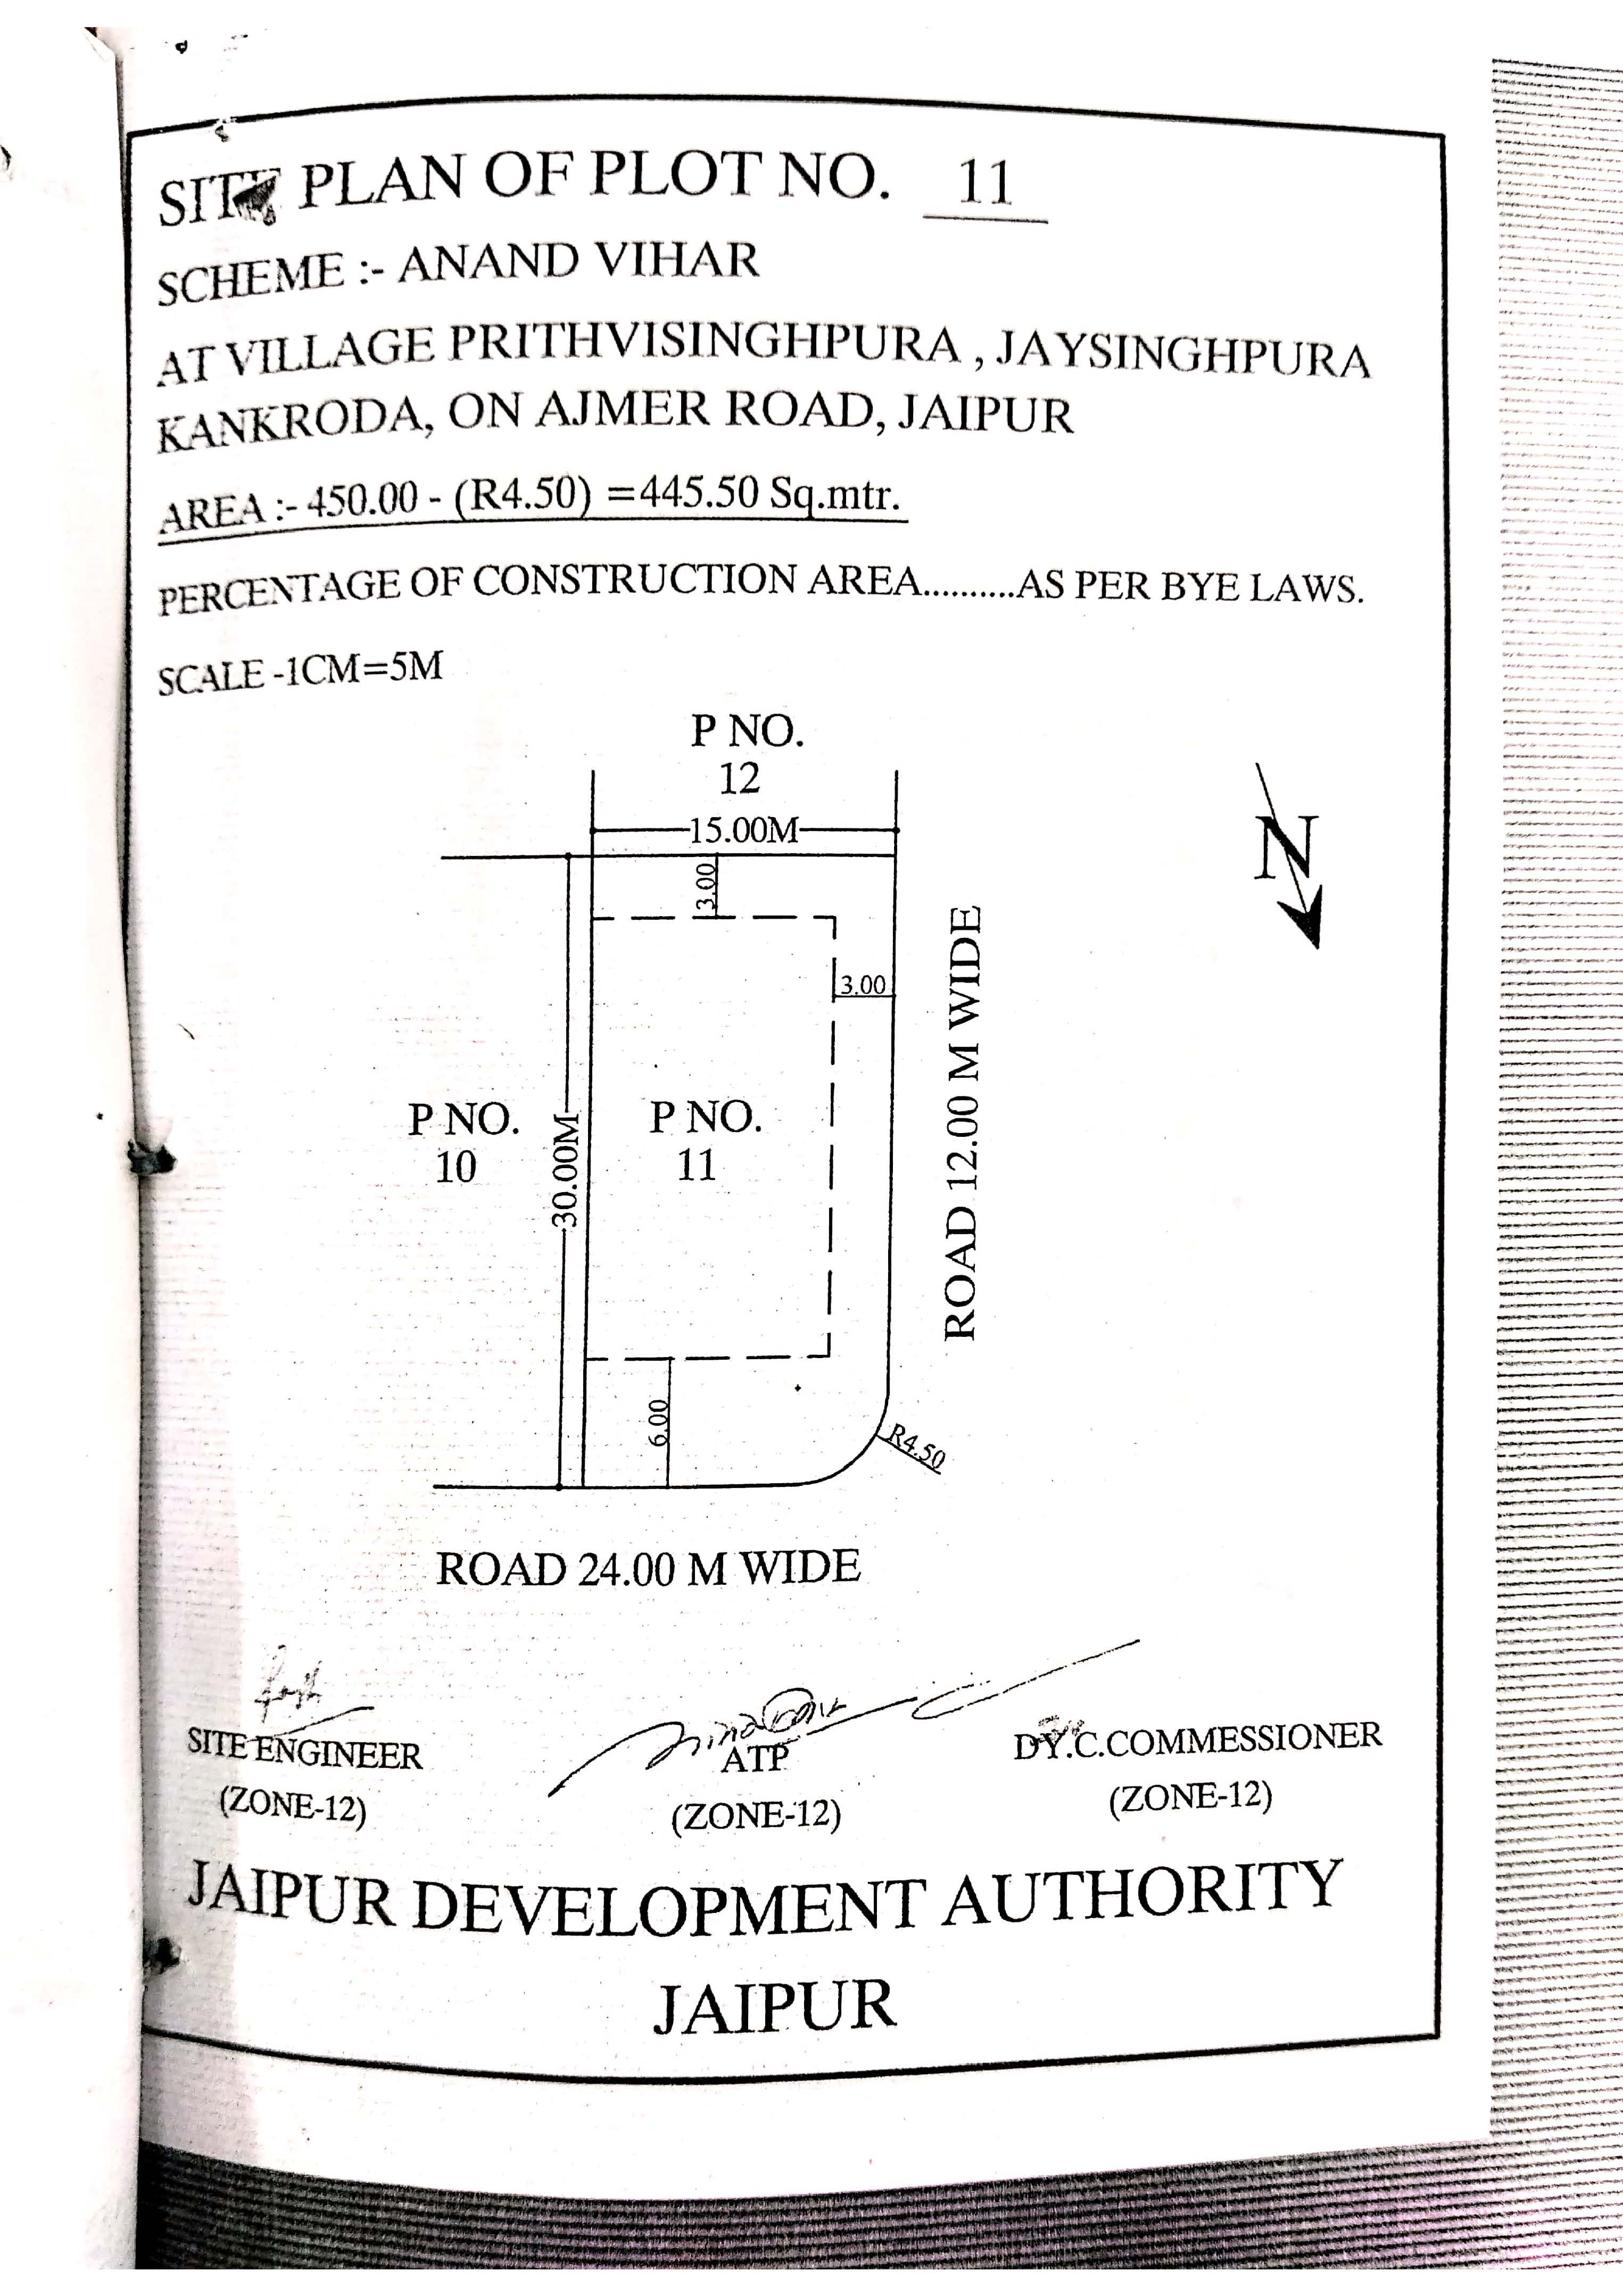 SITE PLAN OF PLOT NO. 11
SCHEME :- ANAND VIHAR
AT VILLAGE PRITHVISINGHPURA , JAYSINGHPURA
KANKRODA, ON AJMER ROAD, JAIPUR
AREA :- 450.00 - (R4.50) =445.50 Sq.mtr.
PERCENTAGE OF CONSTRUCTION AREA..........AS PER BYE LAWS.
SCALE -1CM=5M
P NO.
12
15.00M
N
3.00
3.00
ROAD 12.00 M WIDE
P NO.
10
30.00M
P NO.
11
6.00
R4.50
ROAD 24.00 M WIDE
SITE ENGINEER
(ZONE-12)
ATP
(ZONE-12)
DY.C.COMMESSIONER
(ZONE-12)
JAIPUR DEVELOPMENT AUTHORITY
JAIPUR